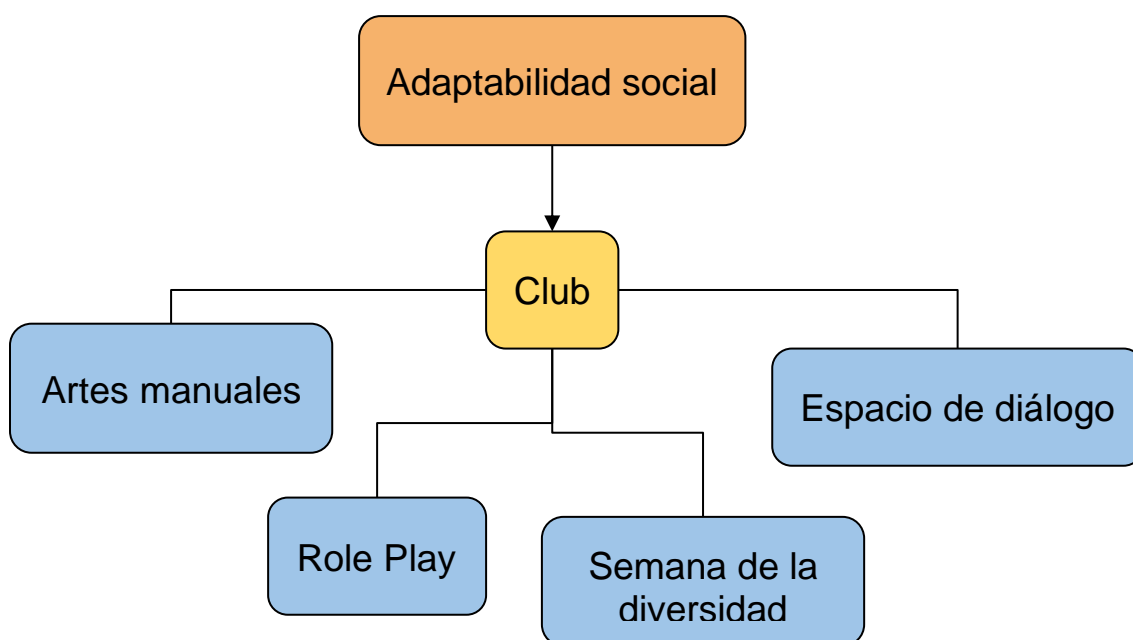 Adaptabilidad social
Club
Artes manuales
Espacio de diálogo
Role Play
Semana de la
diversidad